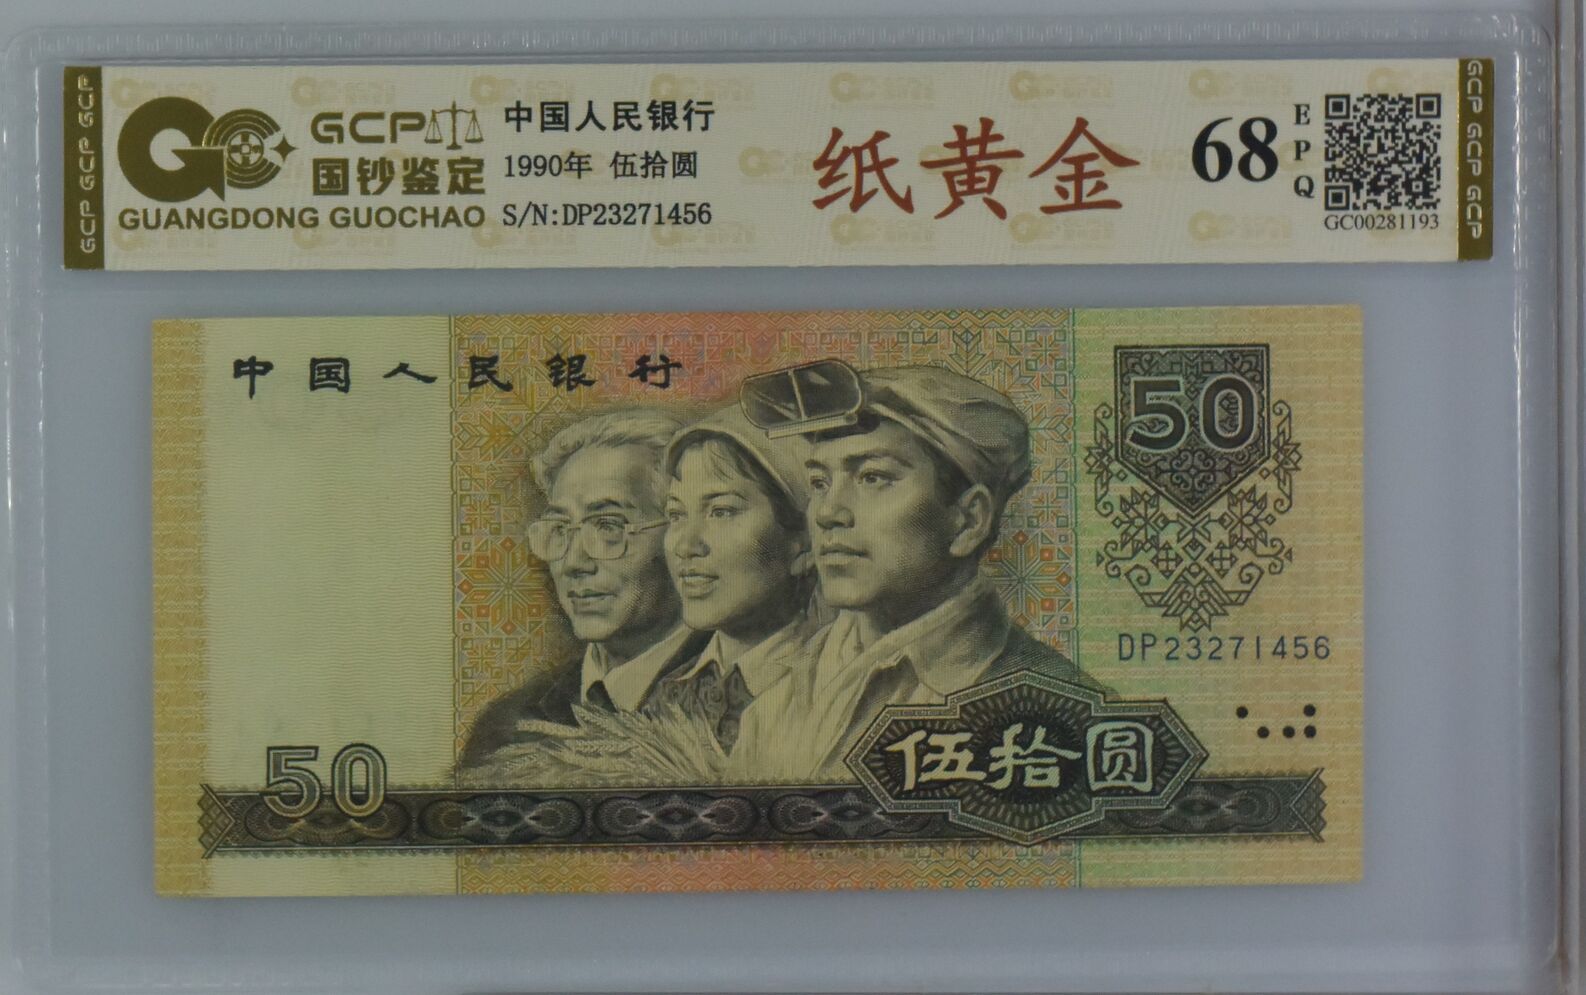 GCP GCP GCP
GCP
国钞鉴定
GUANGDONG GUOCHAO
中国人民银行
1990年 伍拾圆
S/N:DP23271456
纸黄金
68
EPQ
GC00281193
GCP GCP GCP
中国人民银行
50
DP23271456
50
伍拾圆